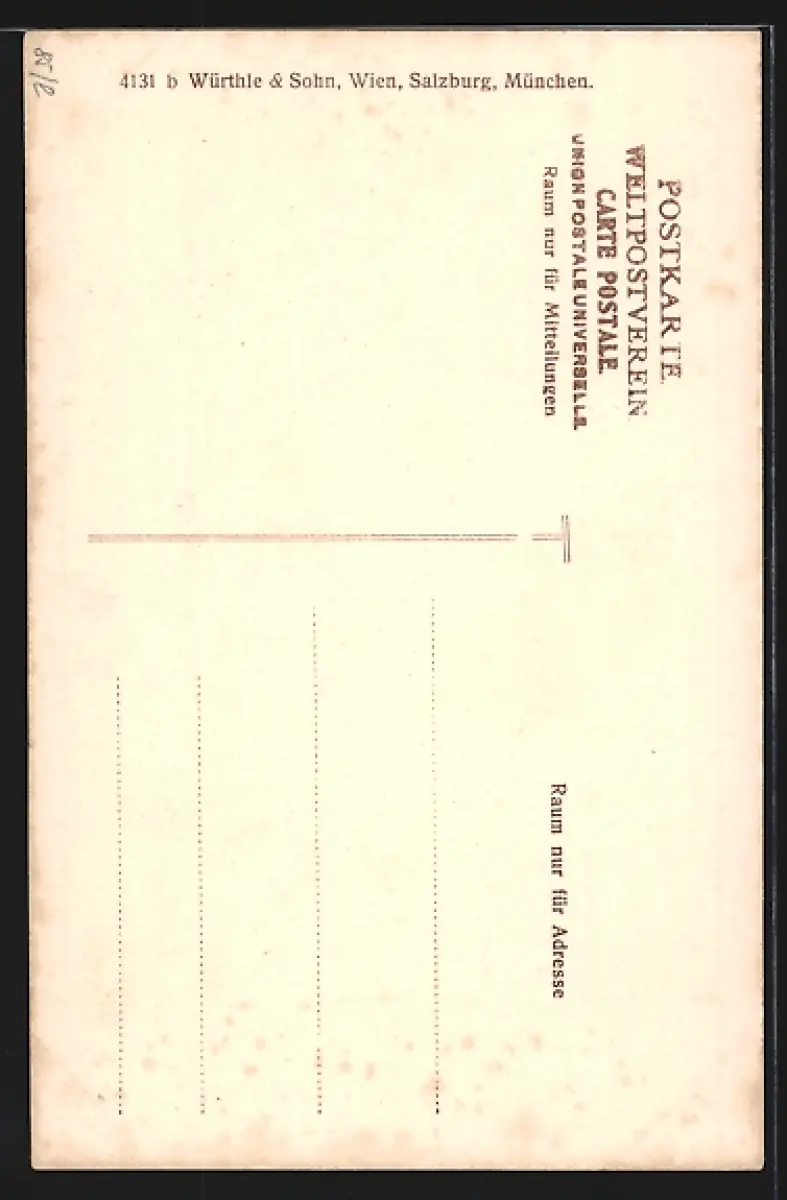 4131 b Würthle & Sohn, Wien, Salzburg, München.
POSTKARTE
WELTPOSTVEREIN
CARTE POSTALE.
UNION POSTALE UNIVERSELLE.
Raum nur für Mitteilungen
Raum nur für Adresse